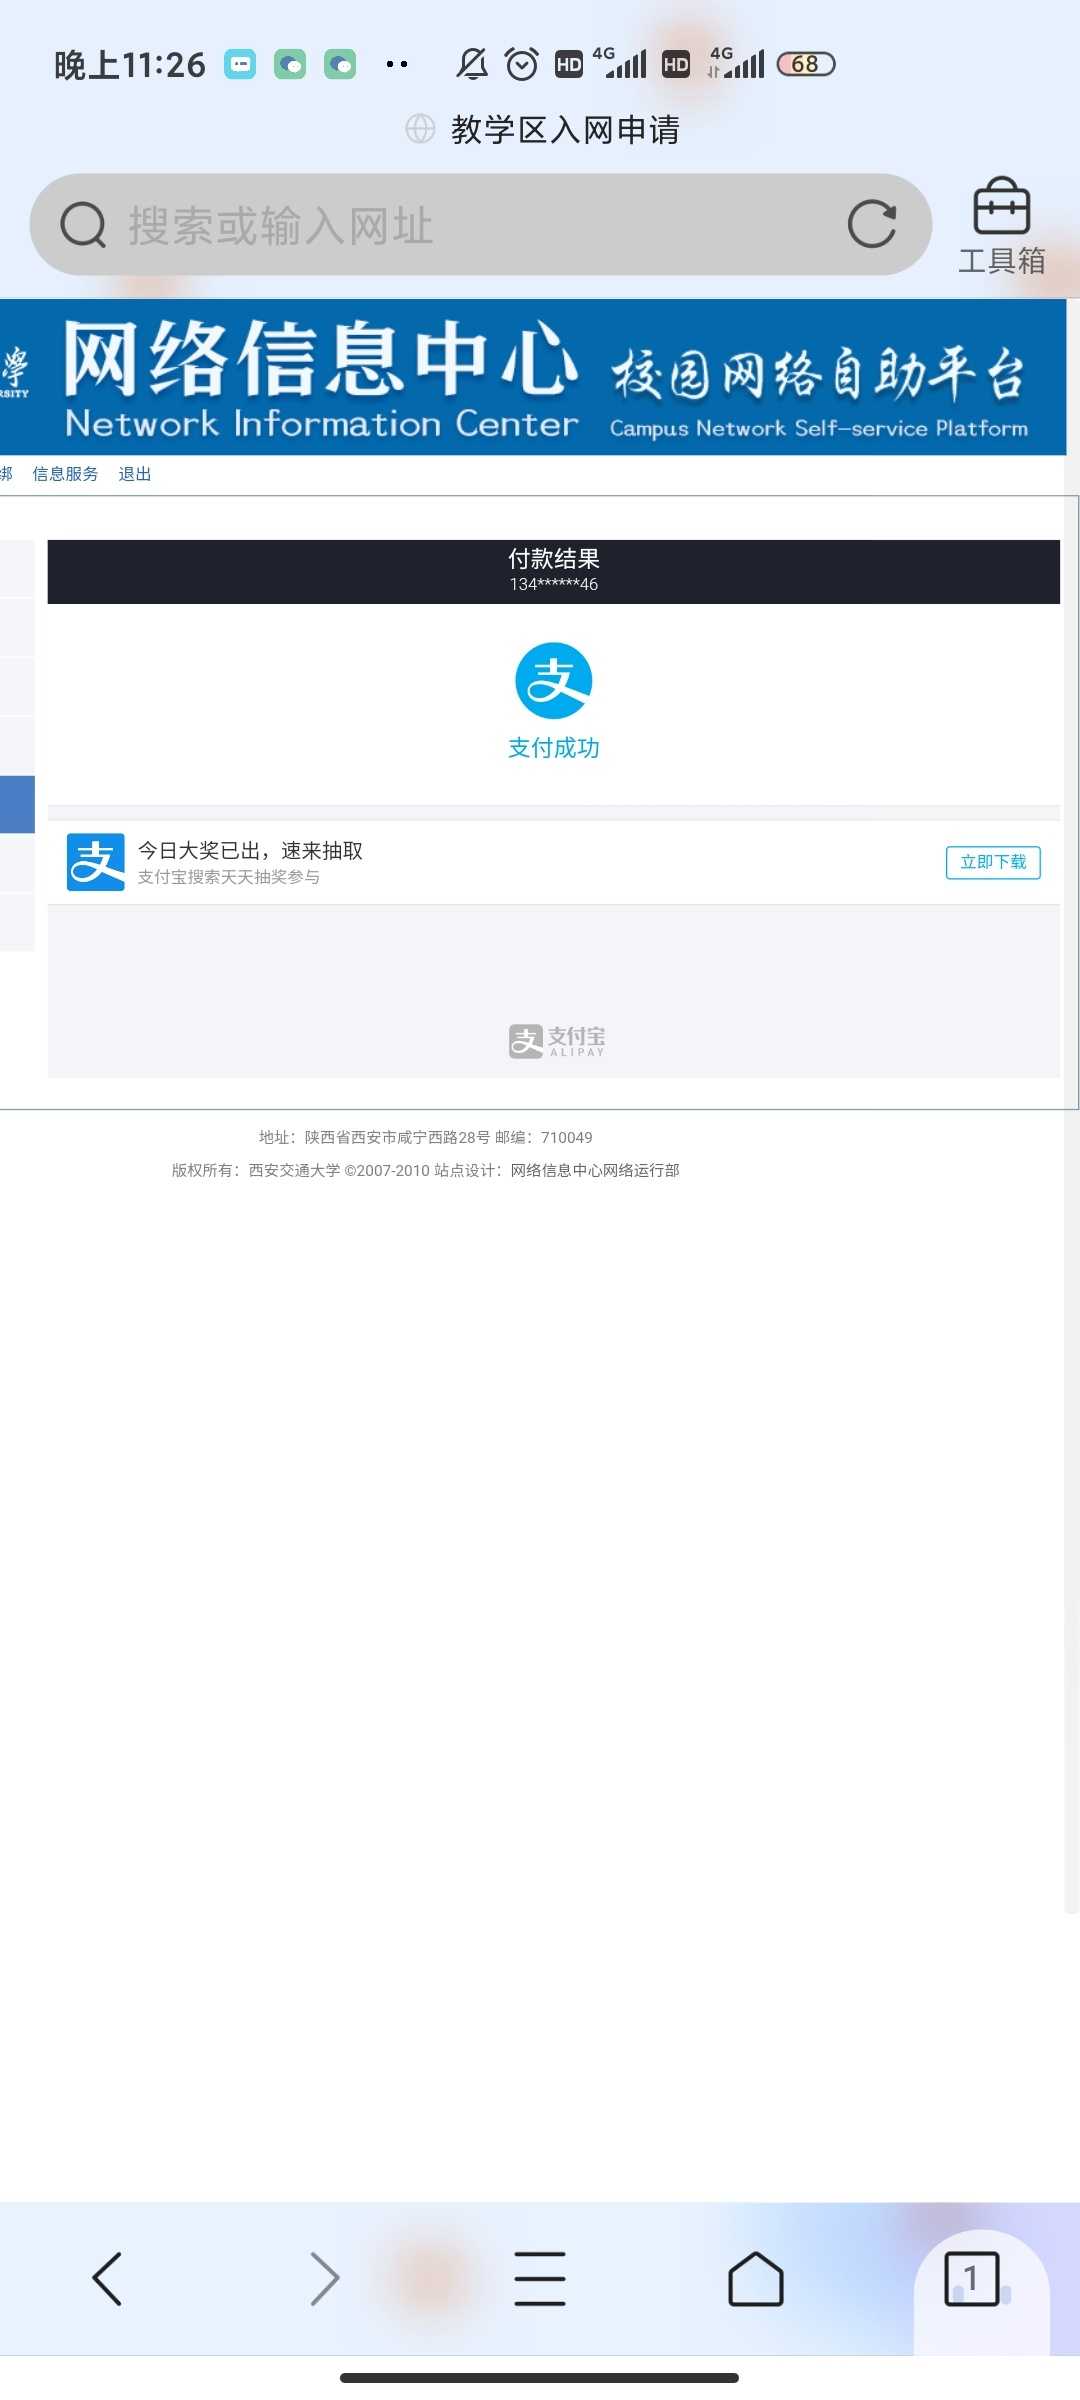 晚上11:26
HD 4G HD 4G 68
教学区入网申请
搜索或输入网址
工具箱
学
RSITY
网络信息中心
校园网络自助平台
Network Information Center
Campus Network Self-service Platform
绑 信息服务 退出
付款结果
134******46
支付成功
今日大奖已出，速来抽取
支付宝搜索天天抽奖参与
立即下载
支付宝
ALIPAY
地址：陕西省西安市咸宁西路28号 邮编：710049
版权所有：西安交通大学 ©2007-2010 站点设计：网络信息中心网络运行部
1